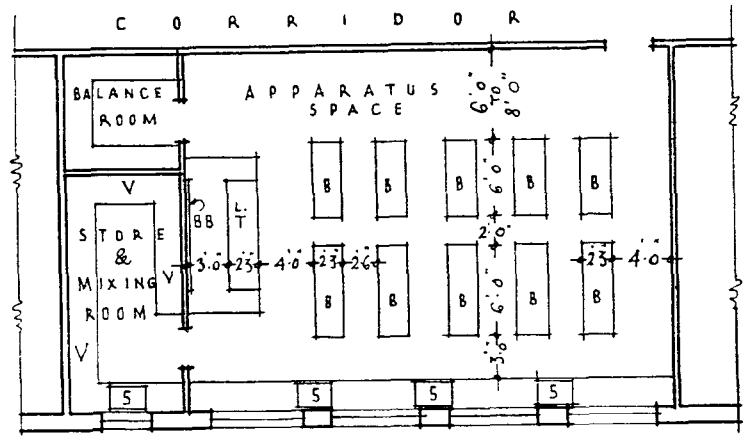 CORRIDOR
BALANCE
ROOM
APPARATUS
SPACE
6'.0"
TO
8'.0"
B B B B B
6'.0"
V
BB
L.T
STORE
&
MIXING
ROOM
V
V
2'.0"
3'.0" 2'3" 4'.0" 2'3" 2'6" 2'3" 4'.0"
B B B B B
6'.0"
3'.0"
S S S S